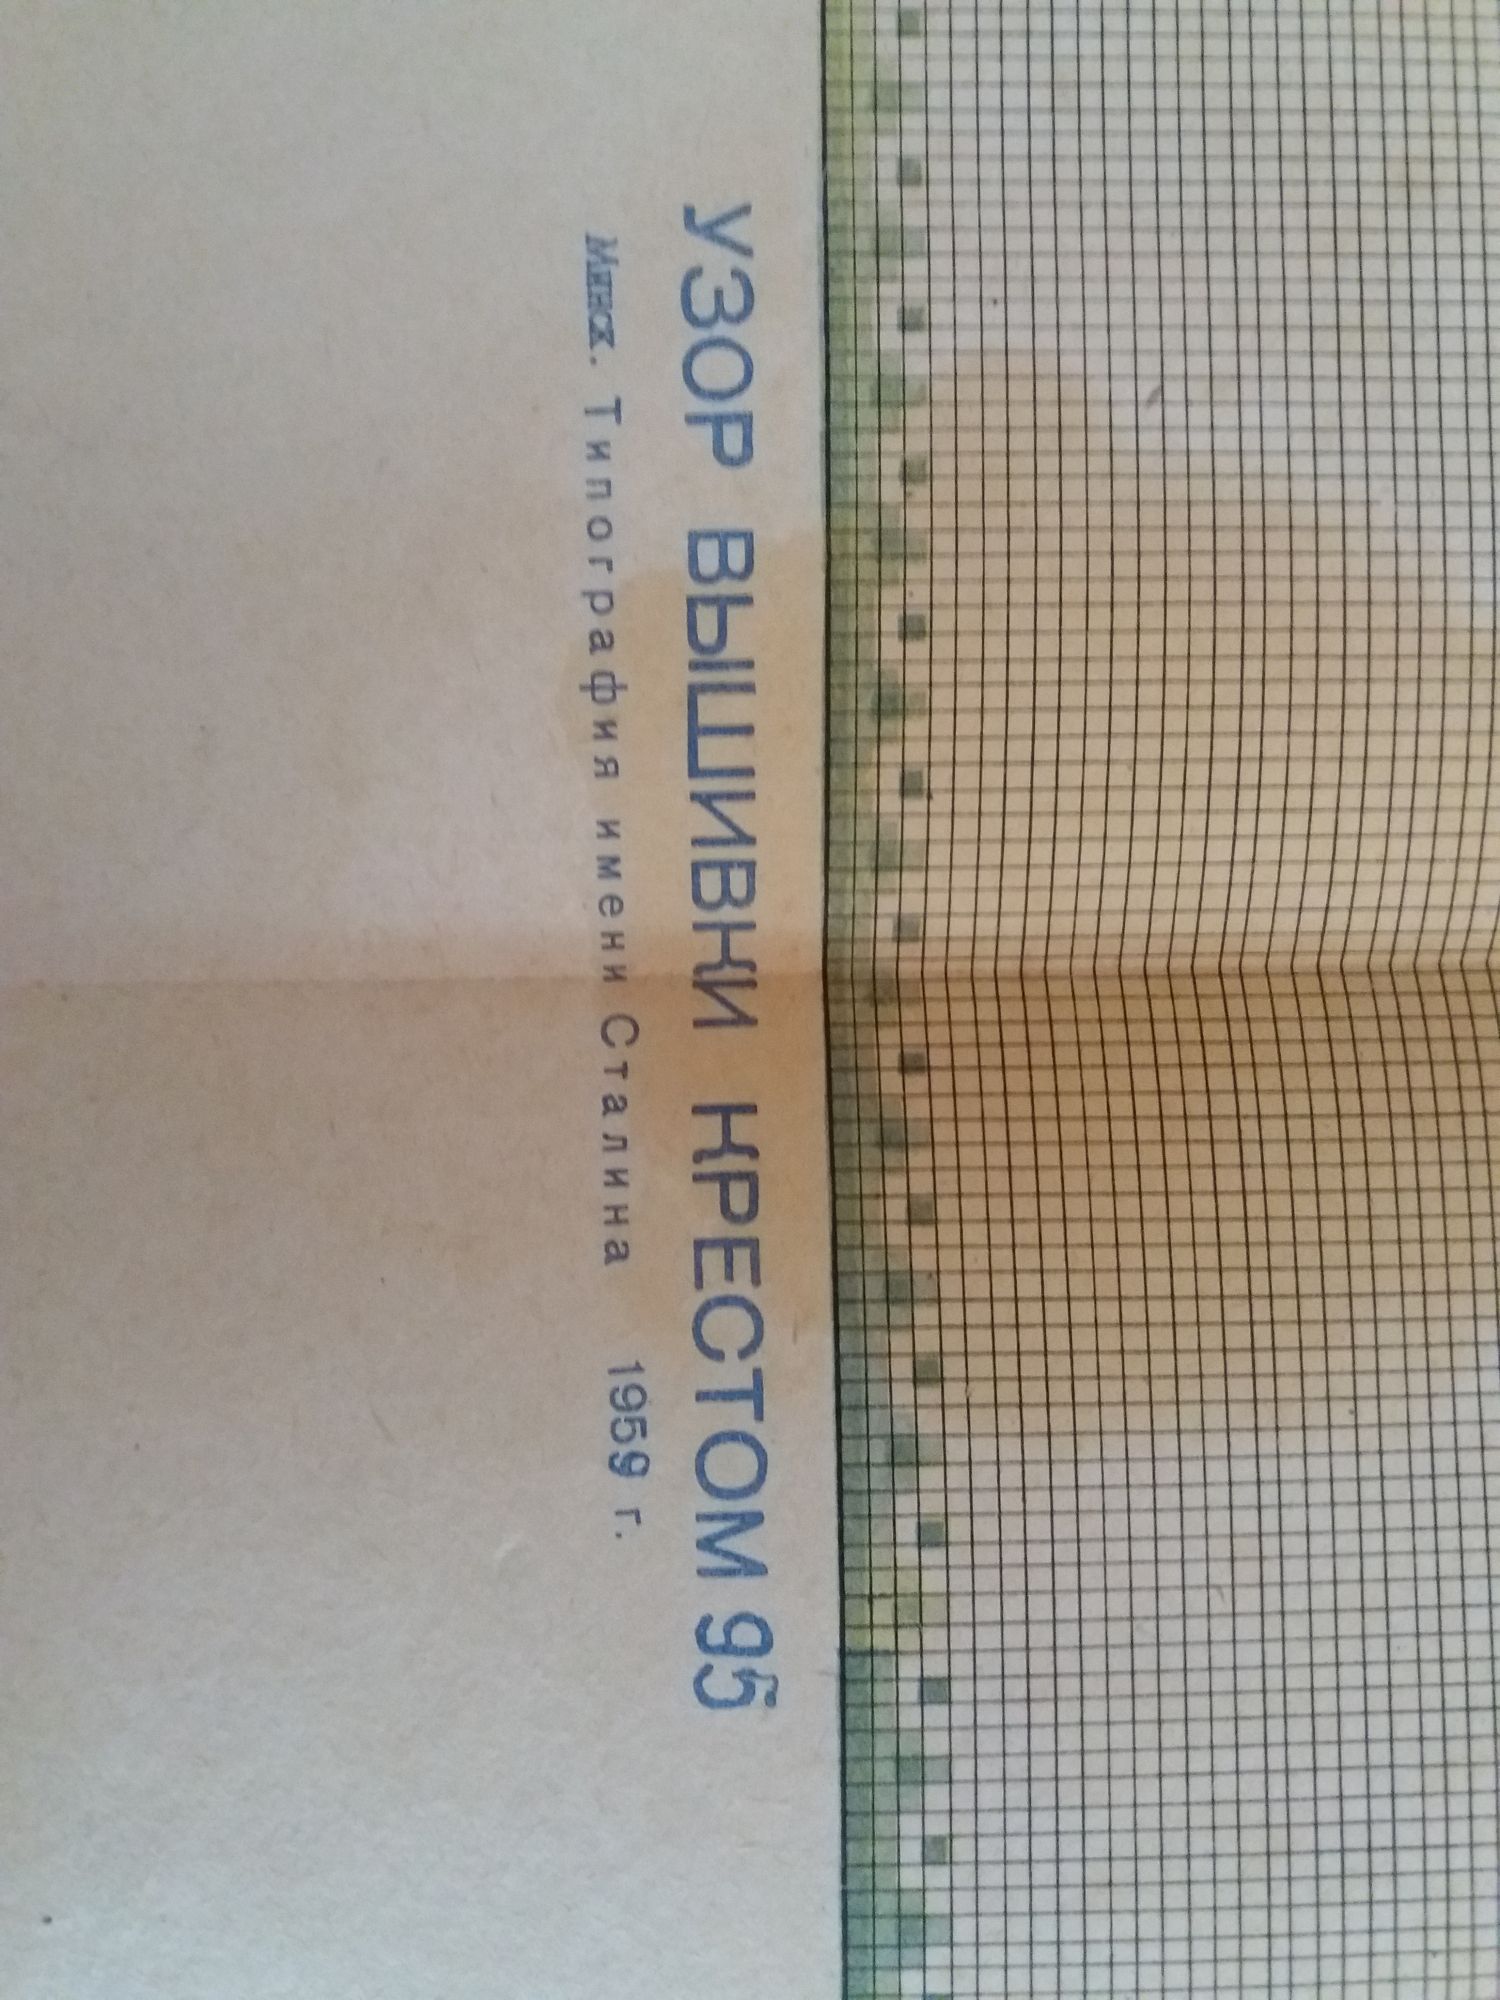 УЗОР ВЫШИВКИ КРЕСТОМ 95
Минск. Типография имени Сталина 1959 г.